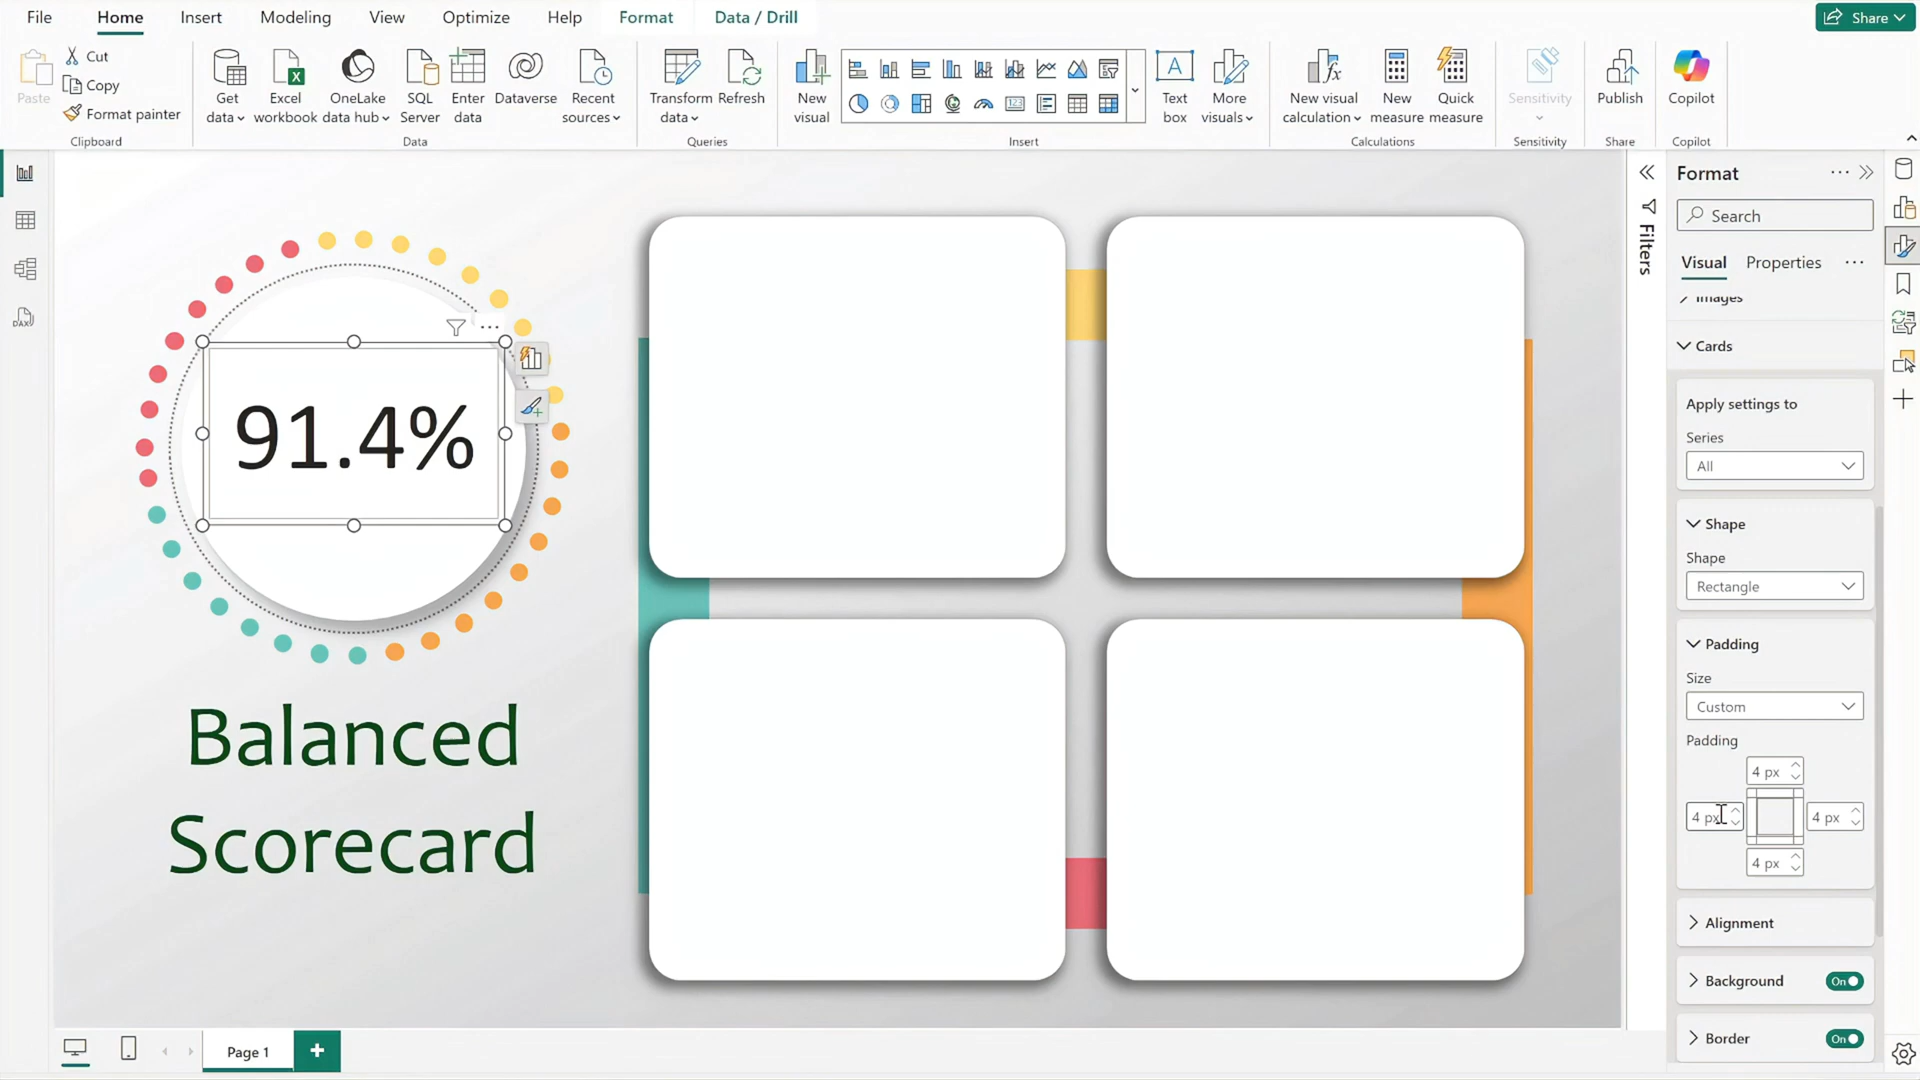 File Home Insert Modeling View Optimize Help Format Data / Drill Share
Paste
Cut
Copy
Format painter
Clipboard
Get data
Excel workbook
OneLake data hub
SQL Server
Enter data
Dataverse
Recent sources
Data
Transform data
Refresh
Queries
New visual
Text box
A
More visuals
Insert
New visual calculation
New measure
Quick measure
Calculations
Sensitivity
Sensitivity
Publish
Share
Copilot
Copilot
DAX
91.4%
Balanced
Scorecard
Filters
Format
Search
Visual Properties
Images
Cards
Apply settings to
Series
All
Shape
Shape
Rectangle
Padding
Size
Custom
Padding
4 px
4 px 4 px
4 px
Alignment
Background On
Border On
Page 1